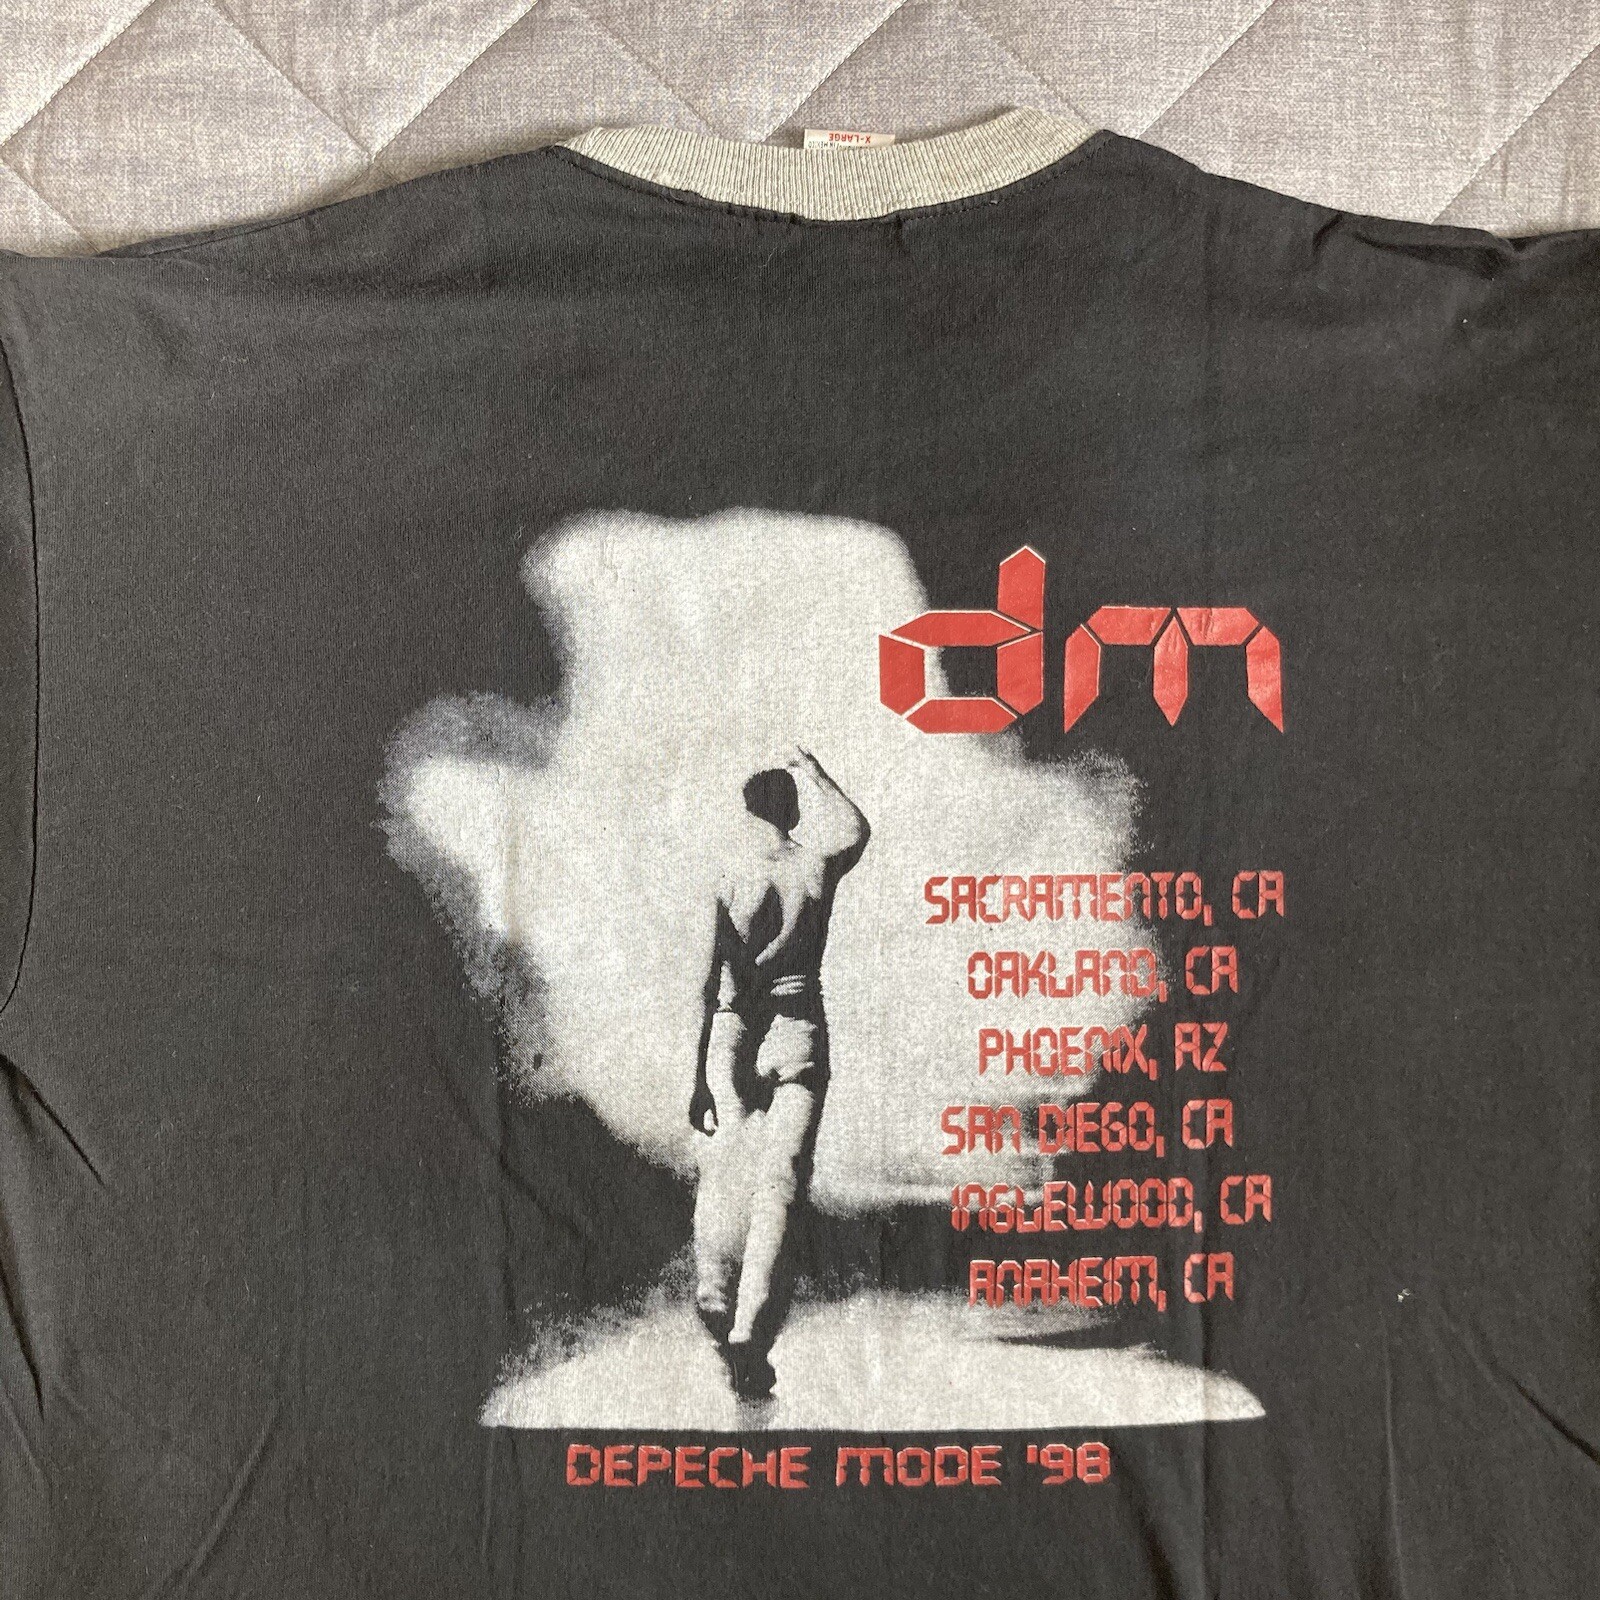 X-LARGE
dm
SACRAMENTO, CA
OAKLAND, CA
PHOENIX, AZ
SAN DIEGO, CA
INGLEWOOD, CA
ANAHEIM, CA
DEPECHE MODE '98